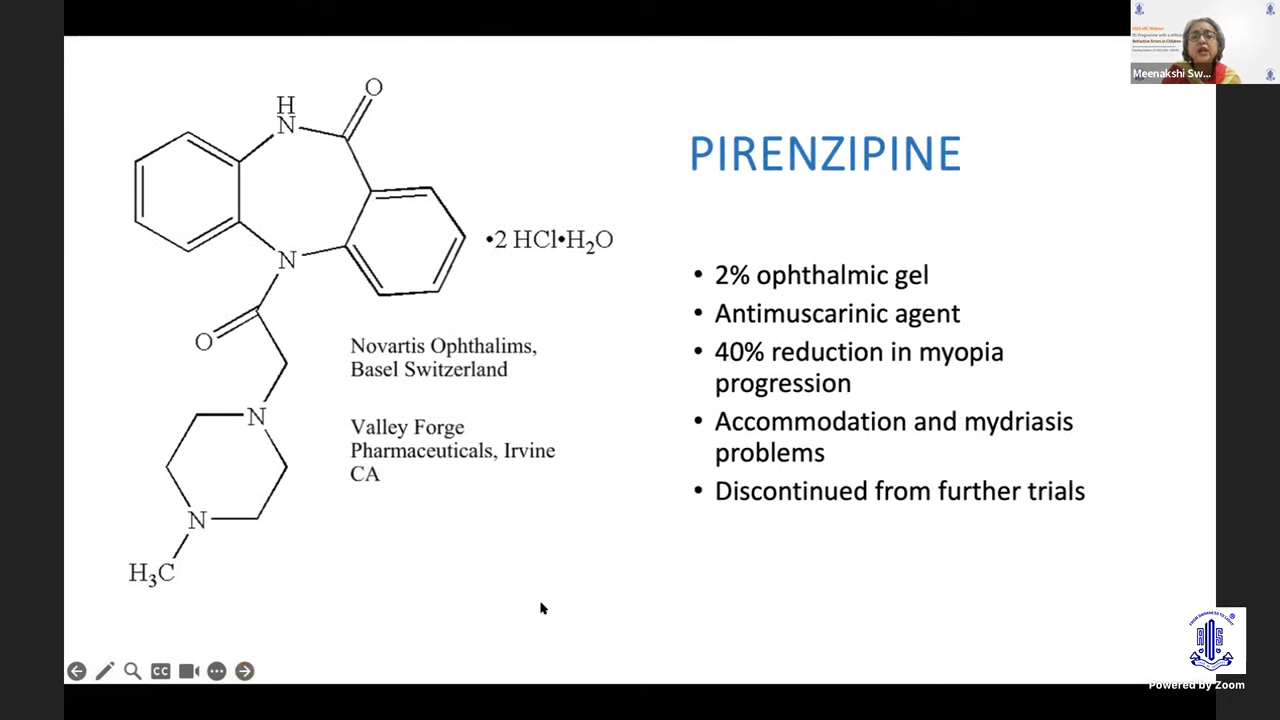 PIRENZIPINE
• 2% ophthalmic gel
• Antimuscarinic agent
• 40% reduction in myopia
progression
• Accommodation and mydriasis
problems
• Discontinued from further trials
H
N
O
N
O
N
N
H3C
•2 HCl•H2O
Novartis Ophthalims,
Basel Switzerland
Valley Forge
Pharmaceuticals, Irvine
CA
Meenakshi Sw...
CC
Powered by Zoom